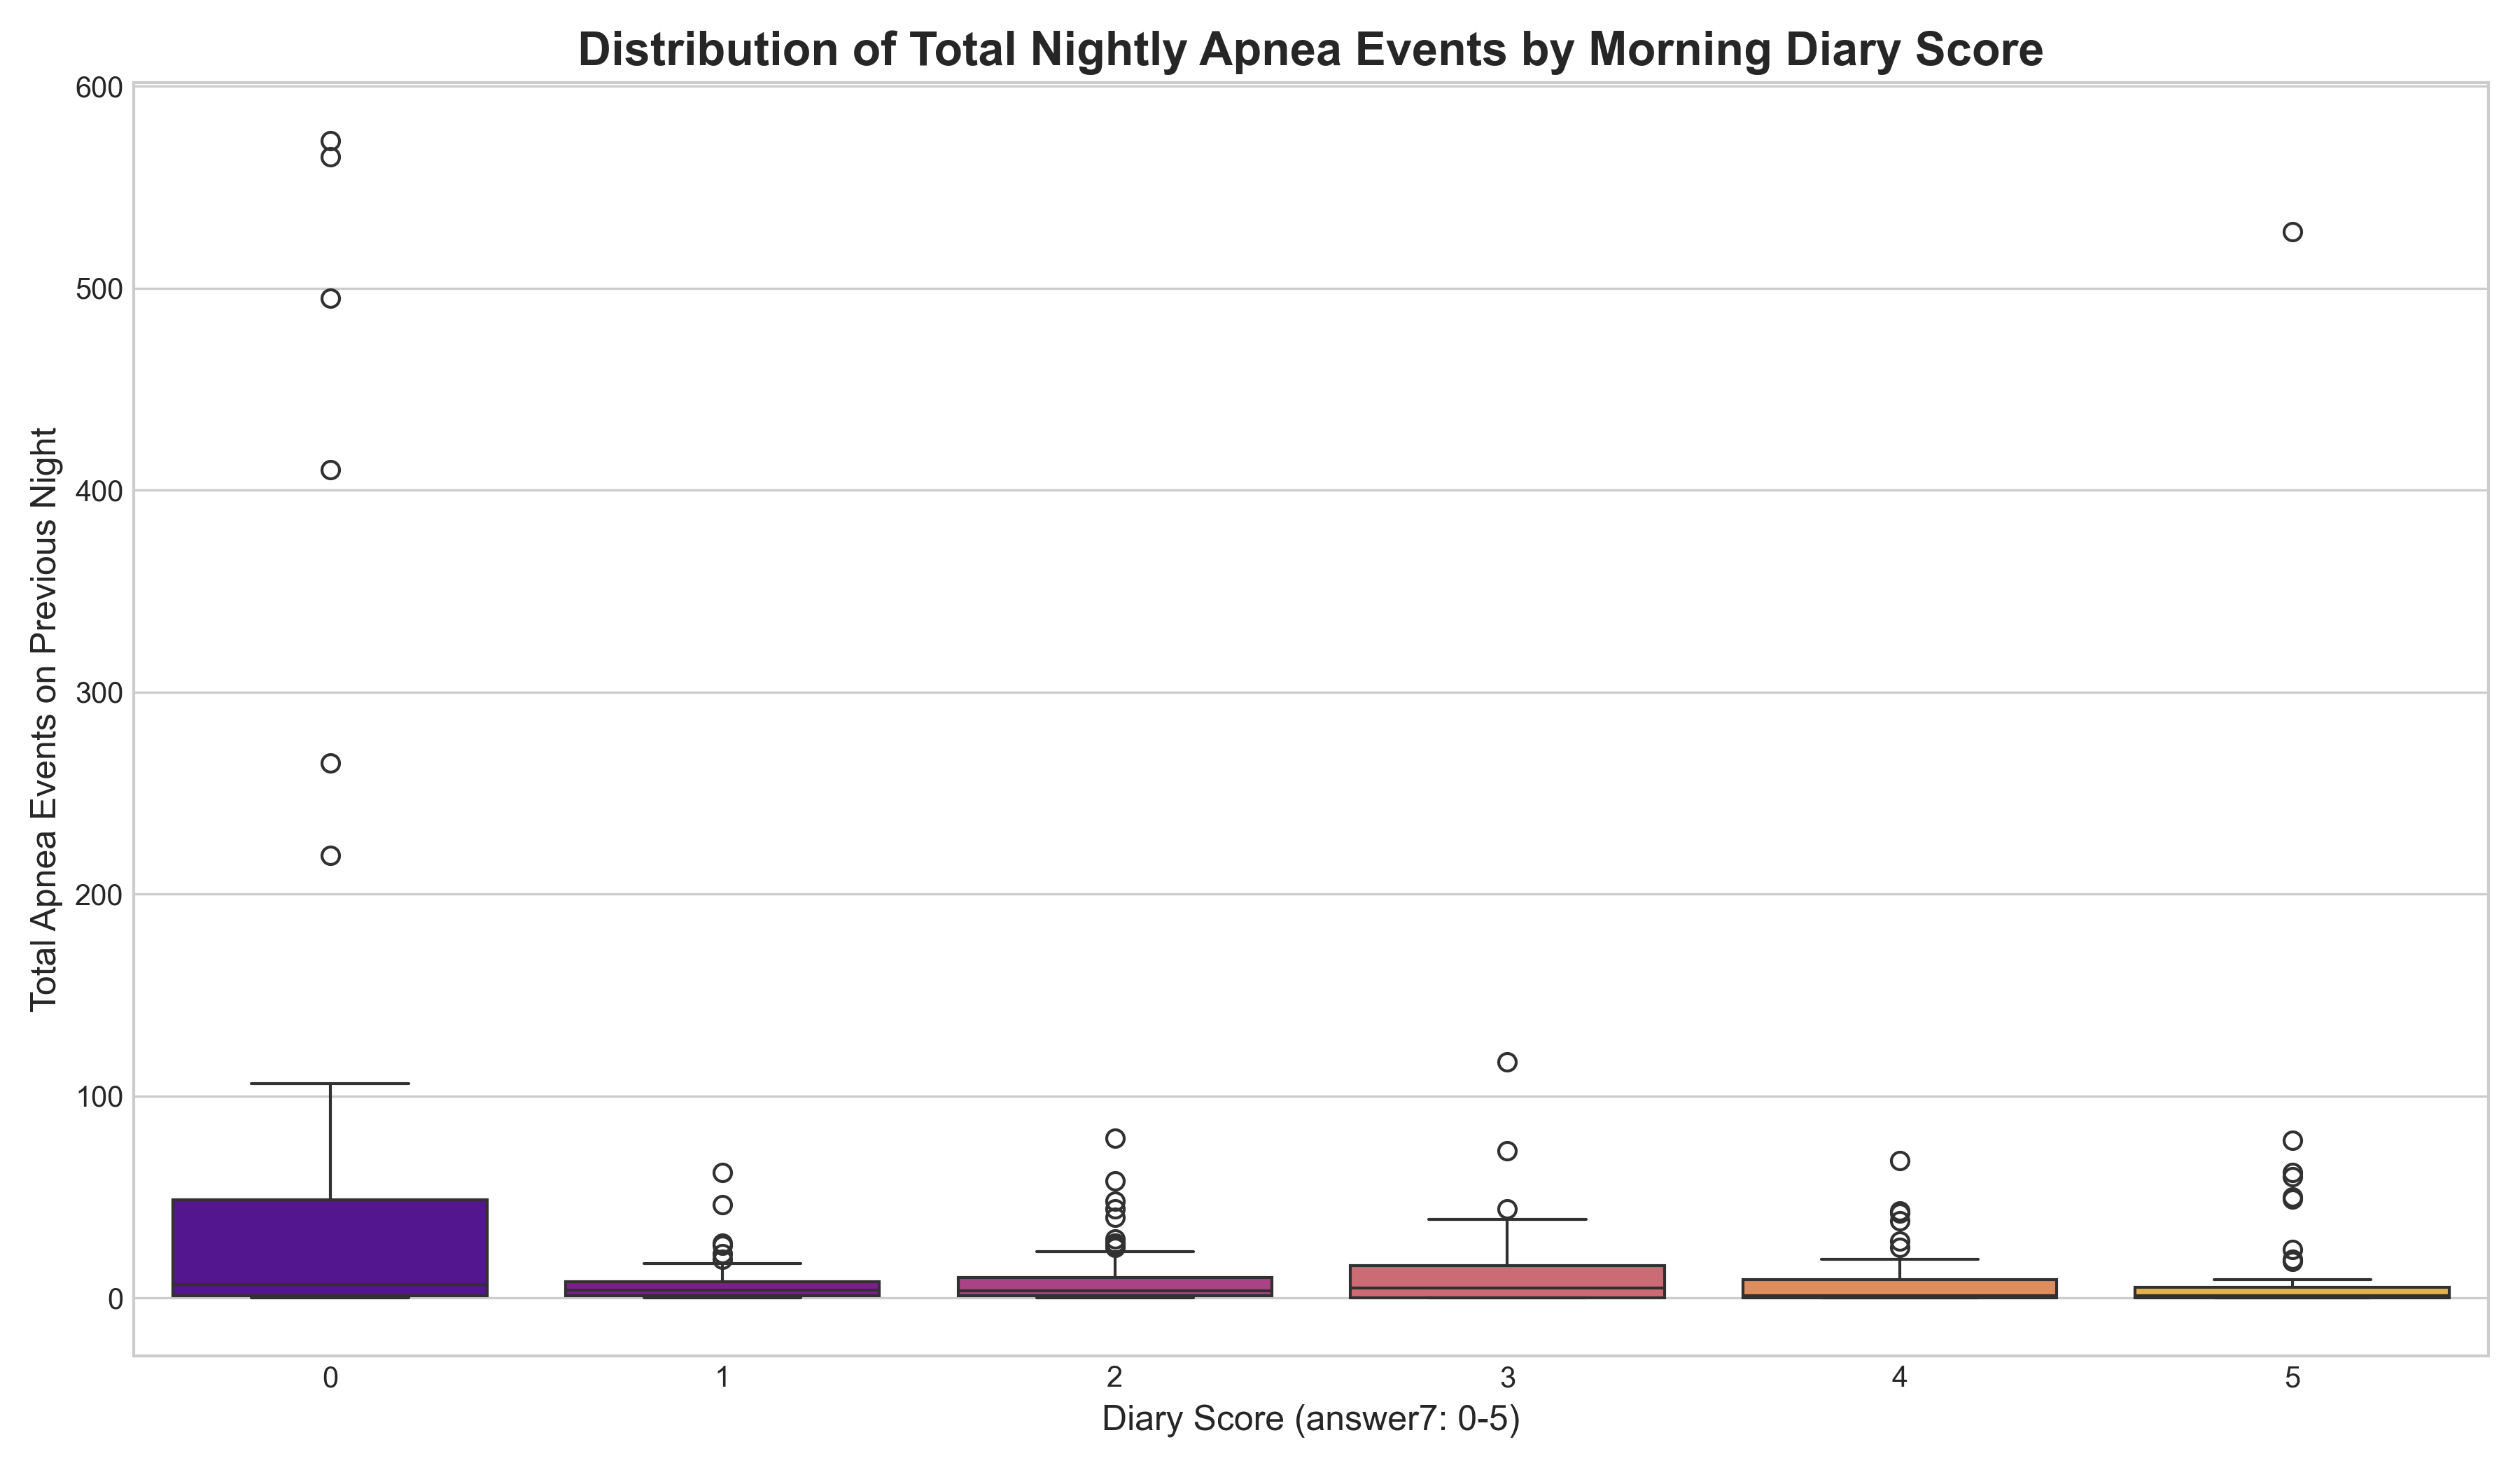 Distribution of Total Nightly Apnea Events by Morning Diary Score
Total Apnea Events on Previous Night
600
500
400
300
200
100
0
0 1 2 3 4 5
Diary Score (answer7: 0-5)